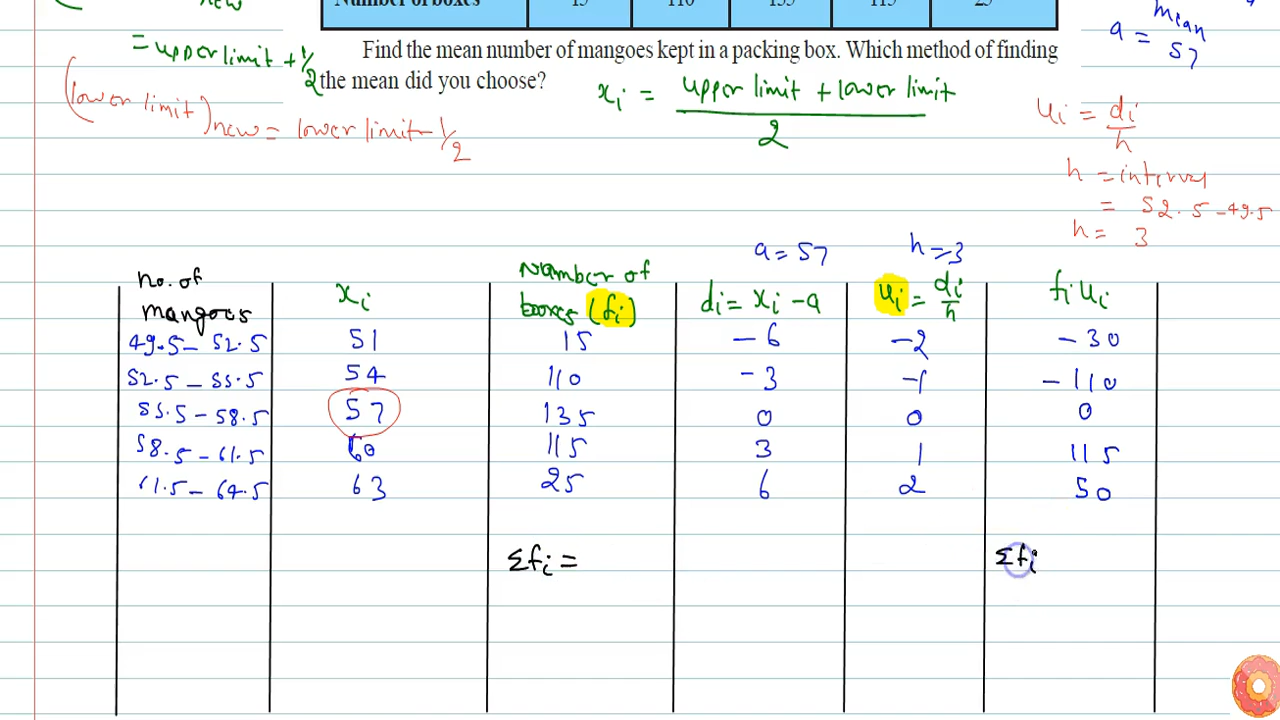 new
= upper limit + 1/2
(lower limit) new = lower limit - 1/2
Number of boxes 15 110 135 115 25
Find the mean number of mangoes kept in a packing box. Which method of finding
the mean did you choose?
xi = upper limit + lower limit / 2
mean
a = 57
ui = di/h
h = interval
= 52.5 - 49.5
h = 3
a = 57 h = 3
no. of mangoes xi Number of boxes (fi) di = xi - a ui = di/h fi ui
49.5 - 52.5 51 15 - 6 - 2 - 30
52.5 - 55.5 54 110 - 3 - 1 - 110
55.5 - 58.5 57 135 0 0 0
58.5 - 61.5 60 115 3 1 115
61.5 - 64.5 63 25 6 2 50
Σfi = Σfi